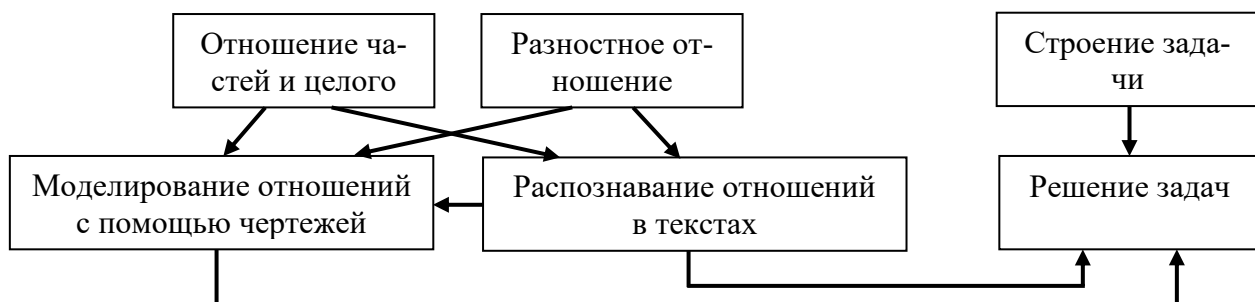 Отношение ча-
стей и целого
Разностное от-
ношение
Строение зада-
чи
Моделирование отношений
с помощью чертежей
Распознавание отношений
в текстах
Решение задач